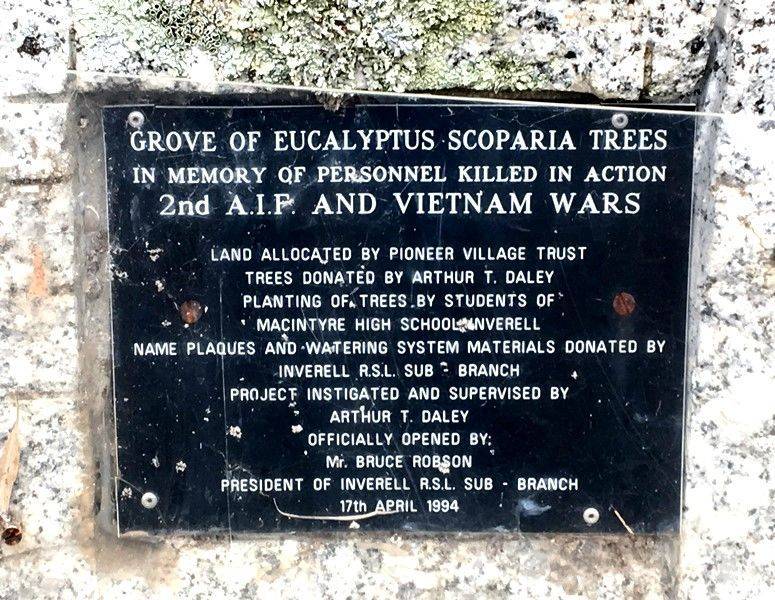 GROVE OF EUCALYPTUS SCOPARIA TREES
IN MEMORY OF PERSONNEL KILLED IN ACTION
2nd A.I.F. AND VIETNAM WARS
LAND ALLOCATED BY PIONEER VILLAGE TRUST
TREES DONATED BY ARTHUR T. DALEY
PLANTING OF TREES BY STUDENTS OF
MACINTYRE HIGH SCHOOL INVERELL
NAME PLAQUES AND WATERING SYSTEM MATERIALS DONATED BY
INVERELL R.S.L. SUB - BRANCH
PROJECT INSTIGATED AND SUPERVISED BY
ARTHUR T. DALEY
OFFICIALLY OPENED BY:
Mr. BRUCE ROBSON
PRESIDENT OF INVERELL R.S.L. SUB - BRANCH
17th APRIL 1994